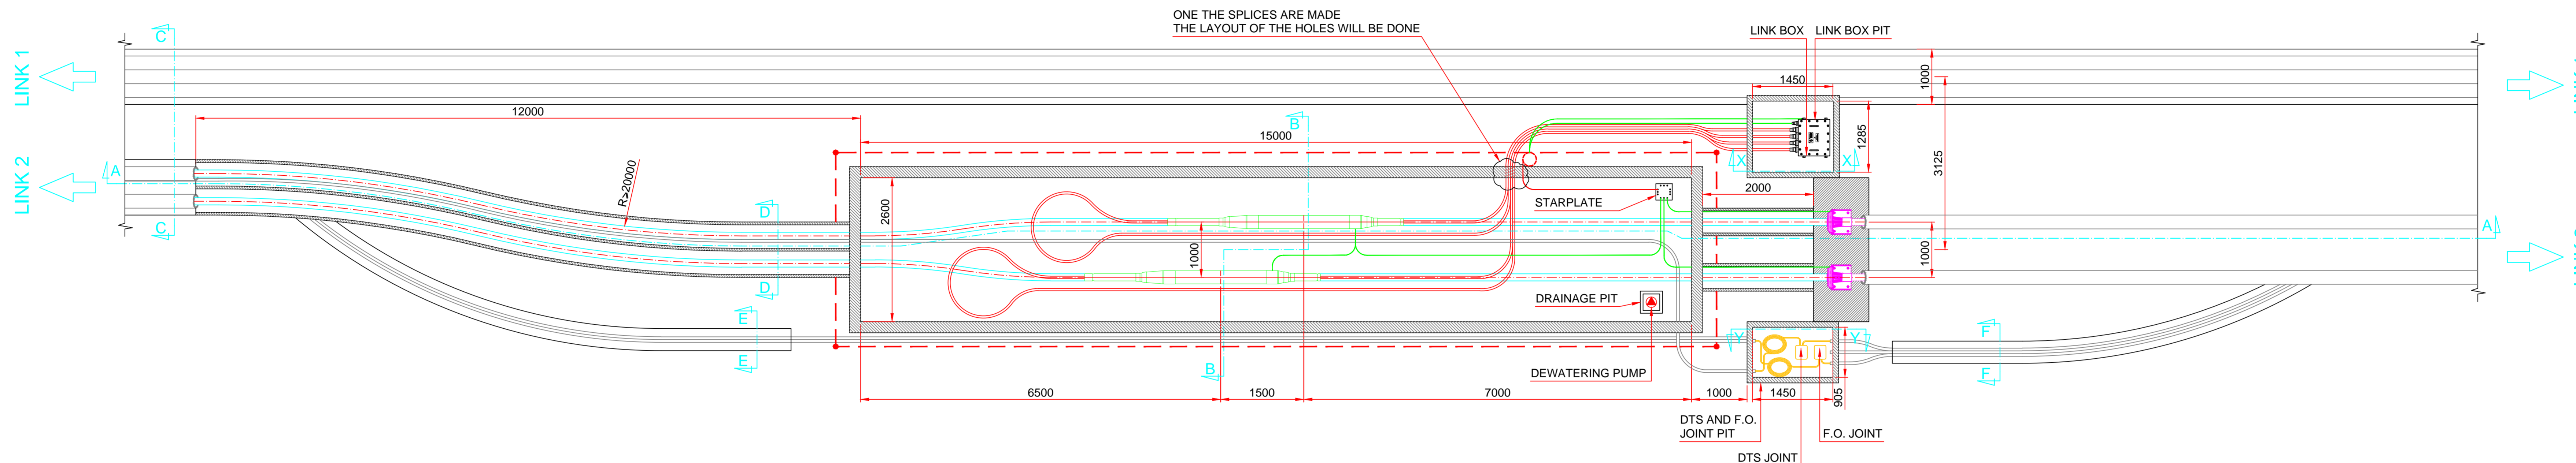 ONE THE SPLICES ARE MADE
THE LAYOUT OF THE HOLES WILL BE DONE
LINK BOX
LINK BOX PIT
C
LINK 1
1450
1000
12000
B
15000
1285
3125
X
X
LINK 2
A
R>20000
2600
STARPLATE
2000
C
D
1000
1000
A
D
DRAINAGE PIT
E
Y
Y
F
E
B
DEWATERING PUMP
F
6500
1500
7000
1000
1450
905
DTS AND F.O.
JOINT PIT
F.O. JOINT
DTS JOINT